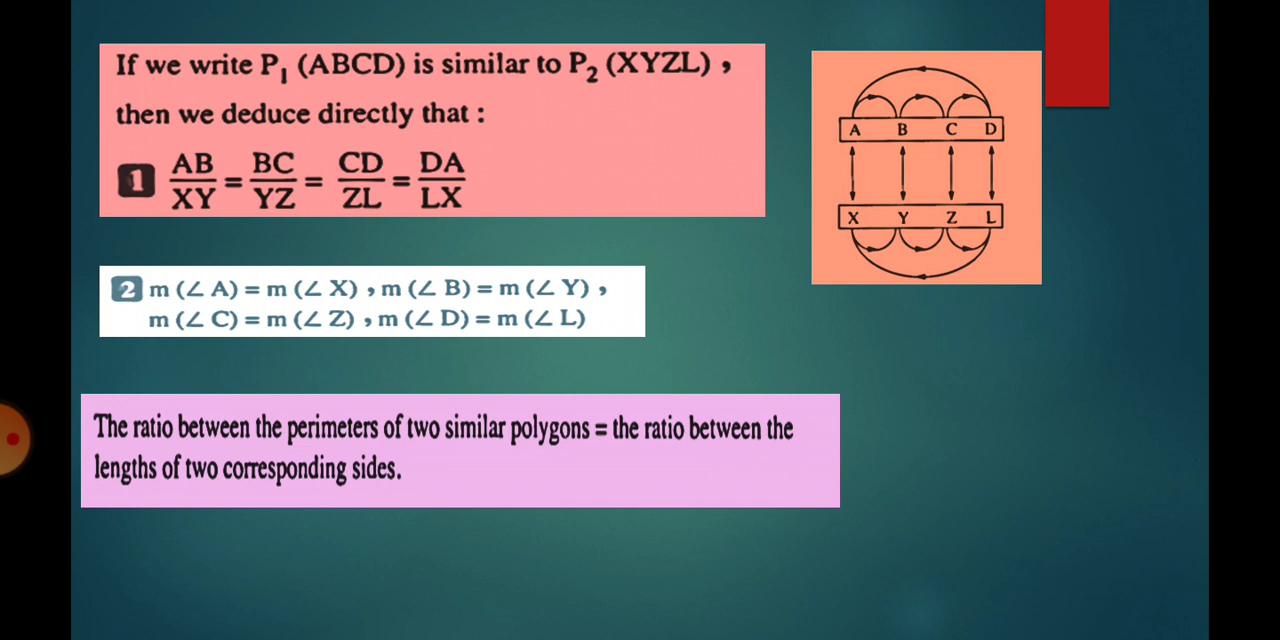 If we write P₁ (ABCD) is similar to P₂ (XYZL) ,
then we deduce directly that :
1 AB/XY = BC/YZ = CD/ZL = DA/LX
A B C D
X Y Z L
2 m (∠ A) = m (∠ X) , m (∠ B) = m (∠ Y) ,
m (∠ C) = m (∠ Z) , m (∠ D) = m (∠ L)
The ratio between the perimeters of two similar polygons = the ratio between the
lengths of two corresponding sides.